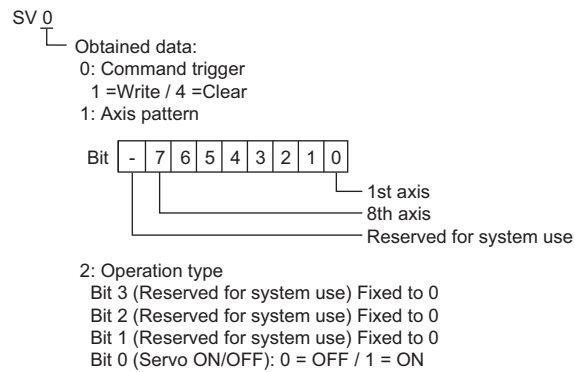 SV 0
Obtained data:
0: Command trigger
1 =Write / 4 =Clear
1: Axis pattern
Bit - 7 6 5 4 3 2 1 0
1st axis
8th axis
Reserved for system use
2: Operation type
Bit 3 (Reserved for system use) Fixed to 0
Bit 2 (Reserved for system use) Fixed to 0
Bit 1 (Reserved for system use) Fixed to 0
Bit 0 (Servo ON/OFF): 0 = OFF / 1 = ON